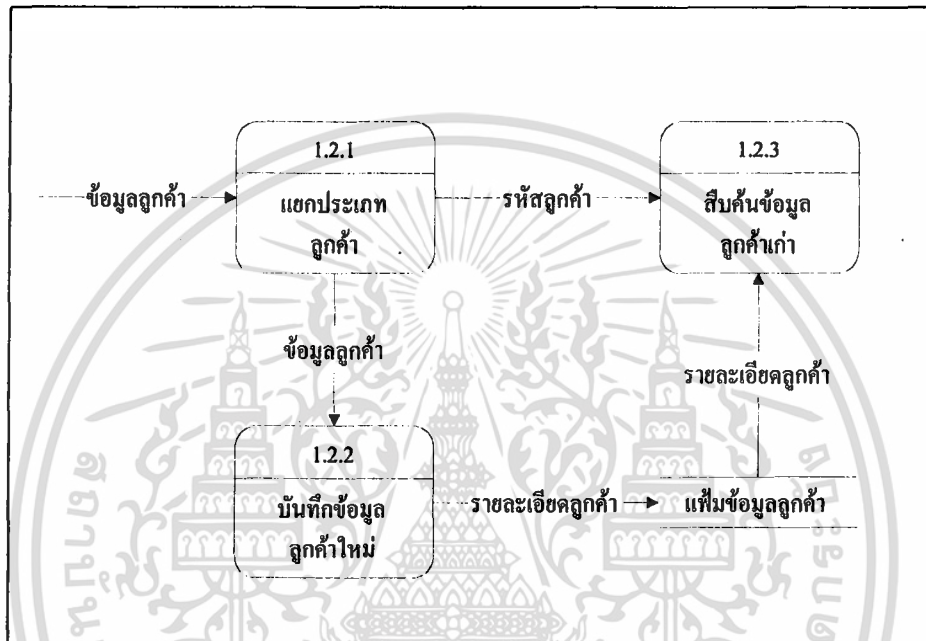 1.2.1
แยกประเภท
ลูกค้า
ข้อมูลลูกค้า
รหัสลูกค้า
1.2.3
สืบค้นข้อมูล
ลูกค้าเก่า
ข้อมูลลูกค้า
รายละเอียดลูกค้า
1.2.2
บันทึกข้อมูล
ลูกค้าใหม่
รายละเอียดลูกค้า
แฟ้มข้อมูลลูกค้า